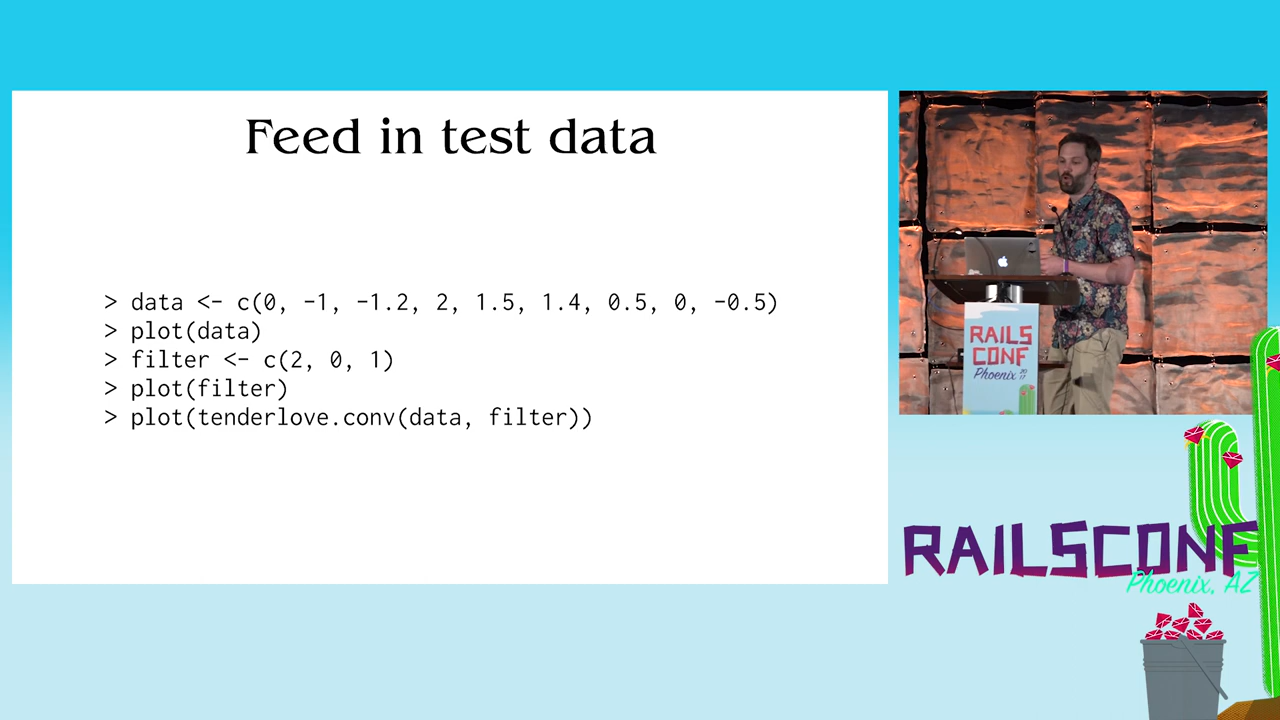 Feed in test data
> data <- c(0, -1, -1.2, 2, 1.5, 1.4, 0.5, 0, -0.5)
> plot(data)
> filter <- c(2, 0, 1)
> plot(filter)
> plot(tenderlove.conv(data, filter))
RAILS
CONF
Phoenix 2017
RAILSCONF
Phoenix, AZ